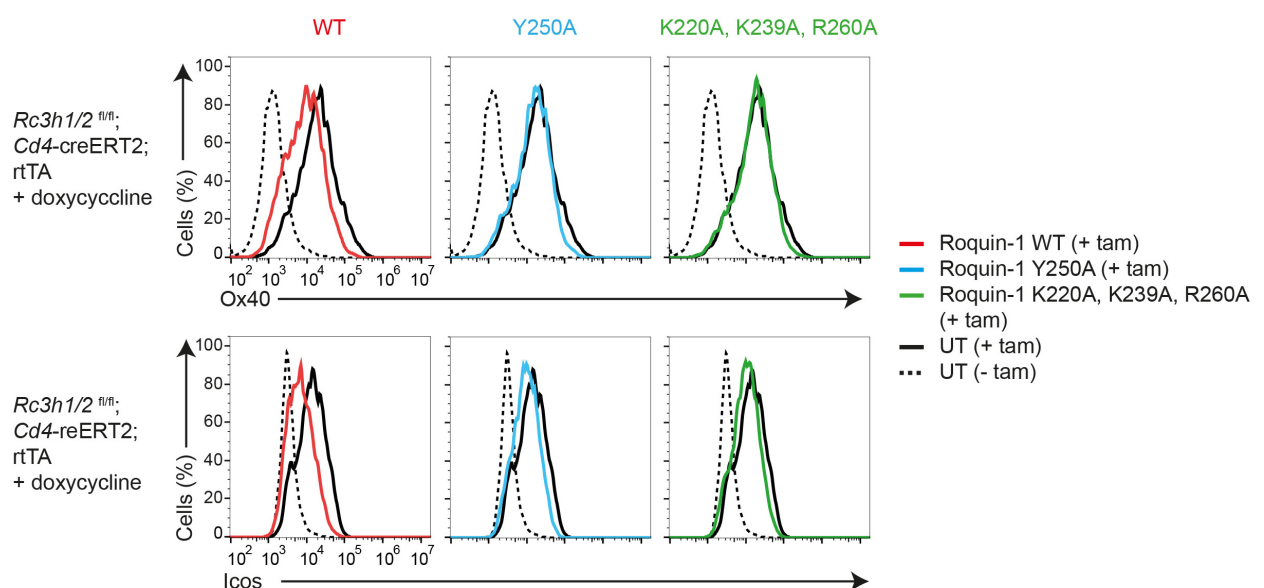 WT
Y250A
K220A, K239A, R260A
Rc3h1/2 fl/fl;
Cd4-creERT2;
rtTA
+ doxycyccline
Cells (%)
100
80
60
40
20
0
10² 10³ 10⁴ 10⁵ 10⁶ 10⁷
Ox40
Rc3h1/2 fl/fl;
Cd4-reERT2;
rtTA
+ doxycycline
Cells (%)
100
80
60
40
20
0
10² 10³ 10⁴ 10⁵ 10⁶ 10⁷
Icos
Roquin-1 WT (+ tam)
Roquin-1 Y250A (+ tam)
Roquin-1 K220A, K239A, R260A
(+ tam)
UT (+ tam)
UT (- tam)